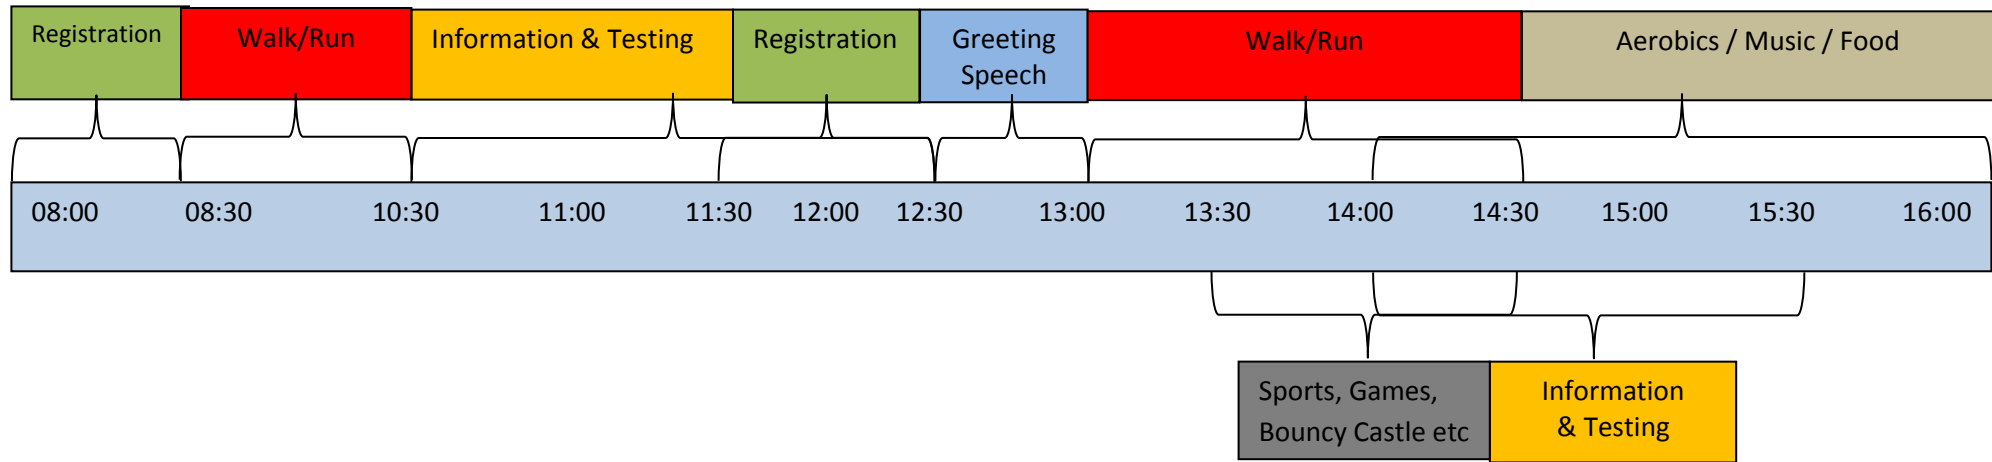 Registration
Walk/Run
Information & Testing
Registration
Greeting
Speech
Walk/Run
Aerobics / Music / Food
08:00 08:30 10:30 11:00 11:30 12:00 12:30 13:00 13:30 14:00 14:30 15:00 15:30 16:00
Sports, Games,
Bouncy Castle etc
Information
& Testing